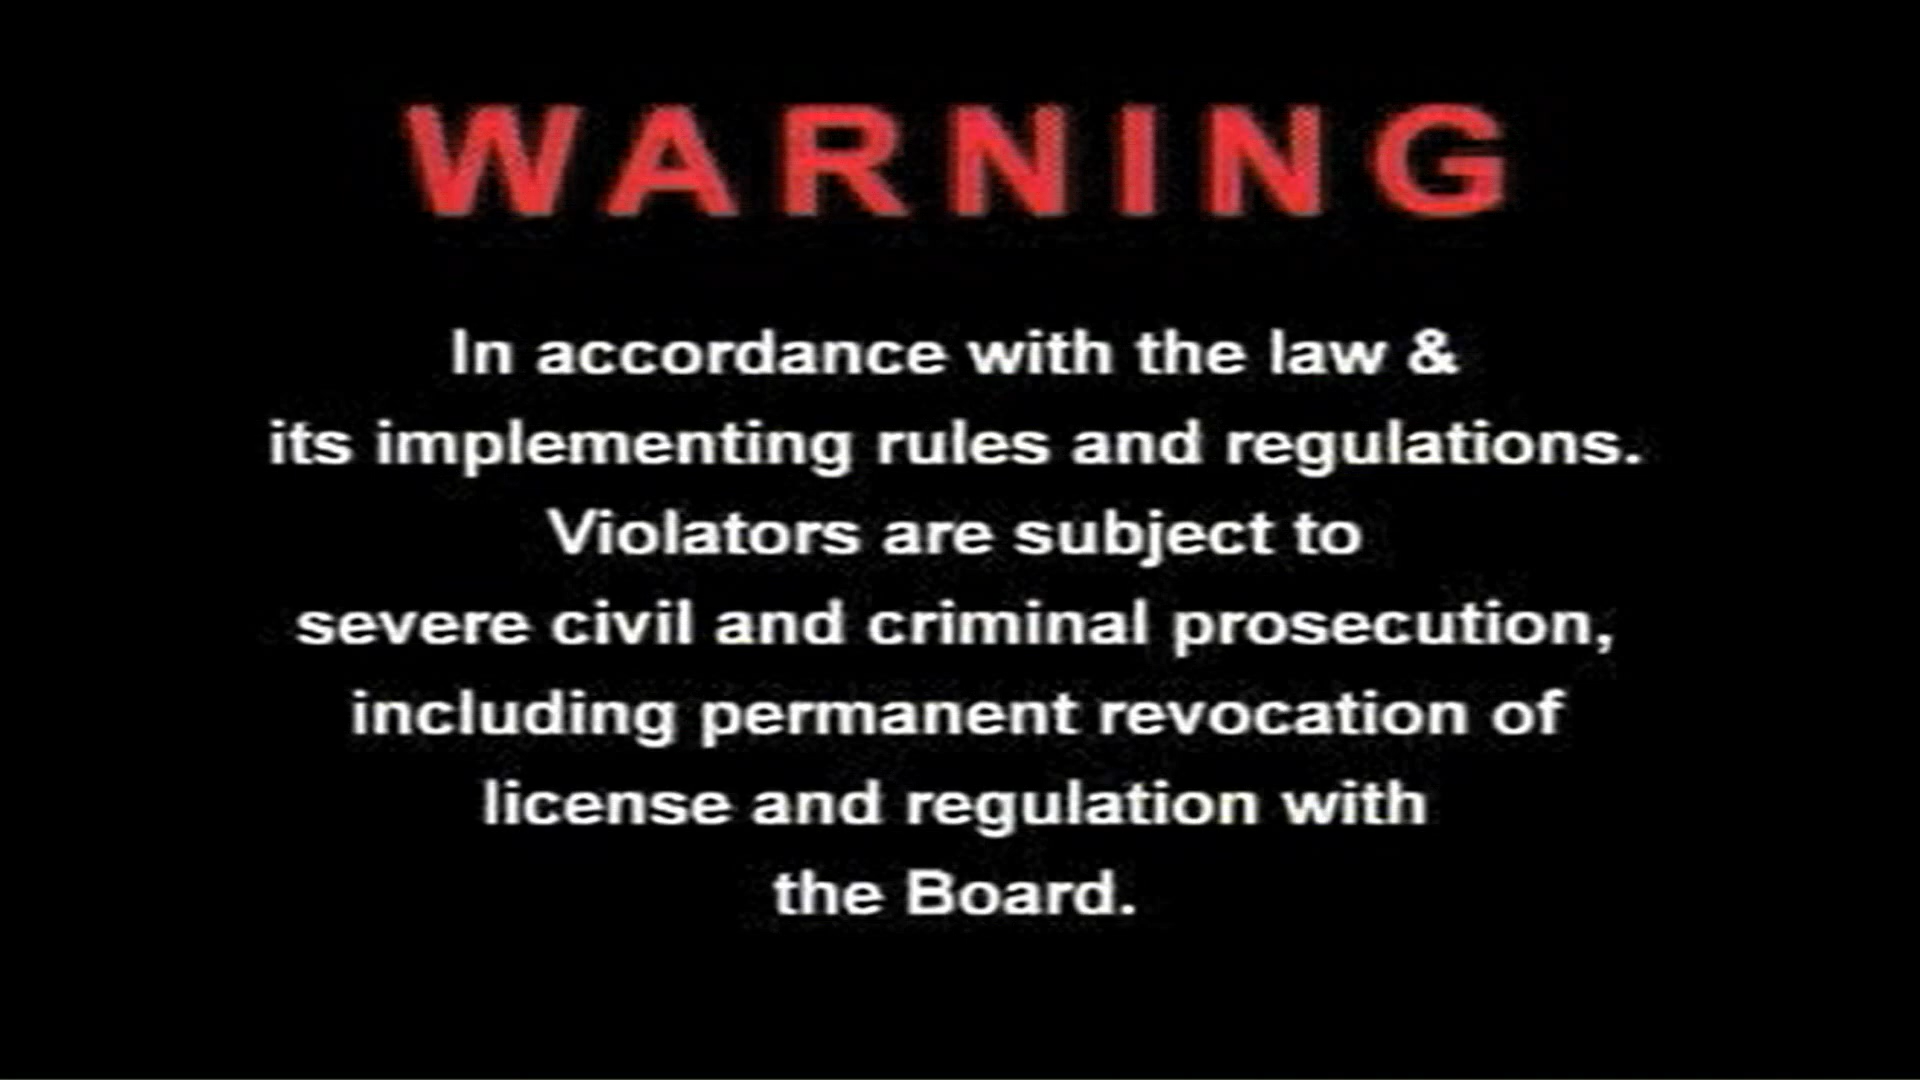 WARNING
In accordance with the law &
its implementing rules and regulations.
Violators are subject to
severe civil and criminal prosecution,
including permanent revocation of
license and regulation with
the Board.